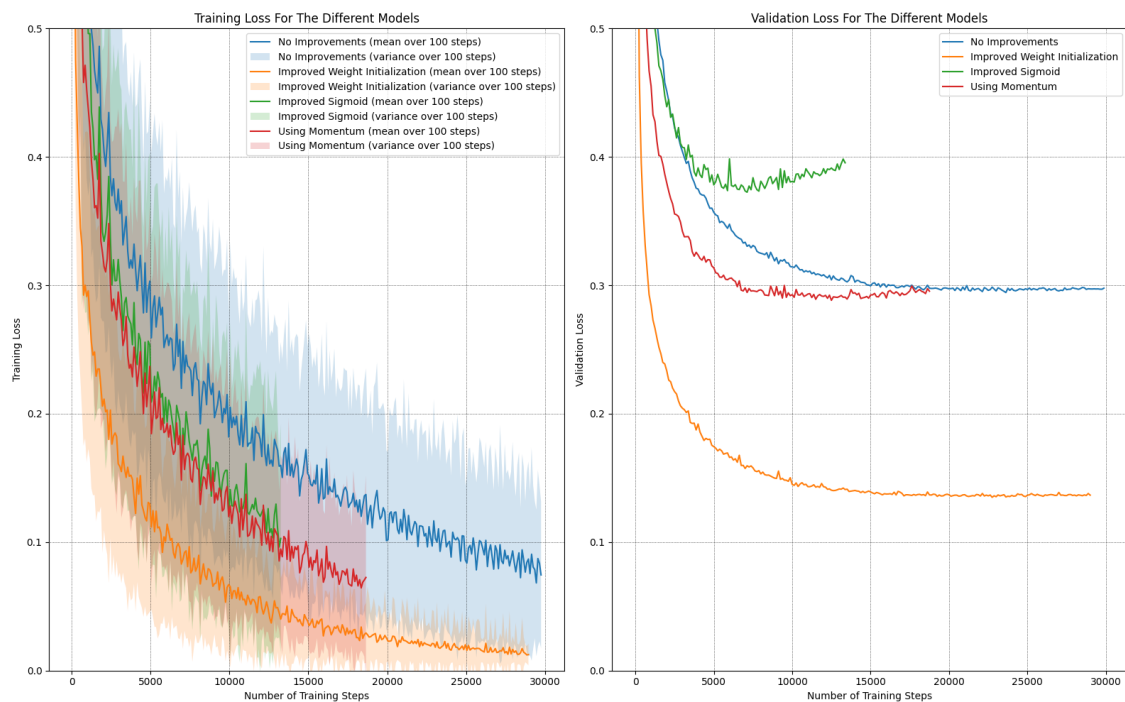 Training Loss For The Different Models
0.5
0.4
0.3
0.2
0.1
0.0
Training Loss
No Improvements (mean over 100 steps)
No Improvements (variance over 100 steps)
Improved Weight Initialization (mean over 100 steps)
Improved Weight Initialization (variance over 100 steps)
Improved Sigmoid (mean over 100 steps)
Improved Sigmoid (variance over 100 steps)
Using Momentum (mean over 100 steps)
Using Momentum (variance over 100 steps)
0 5000 10000 15000 20000 25000 30000
Number of Training Steps
Validation Loss For The Different Models
0.5
0.4
0.3
0.2
0.1
0.0
Validation Loss
No Improvements
Improved Weight Initialization
Improved Sigmoid
Using Momentum
0 5000 10000 15000 20000 25000 30000
Number of Training Steps